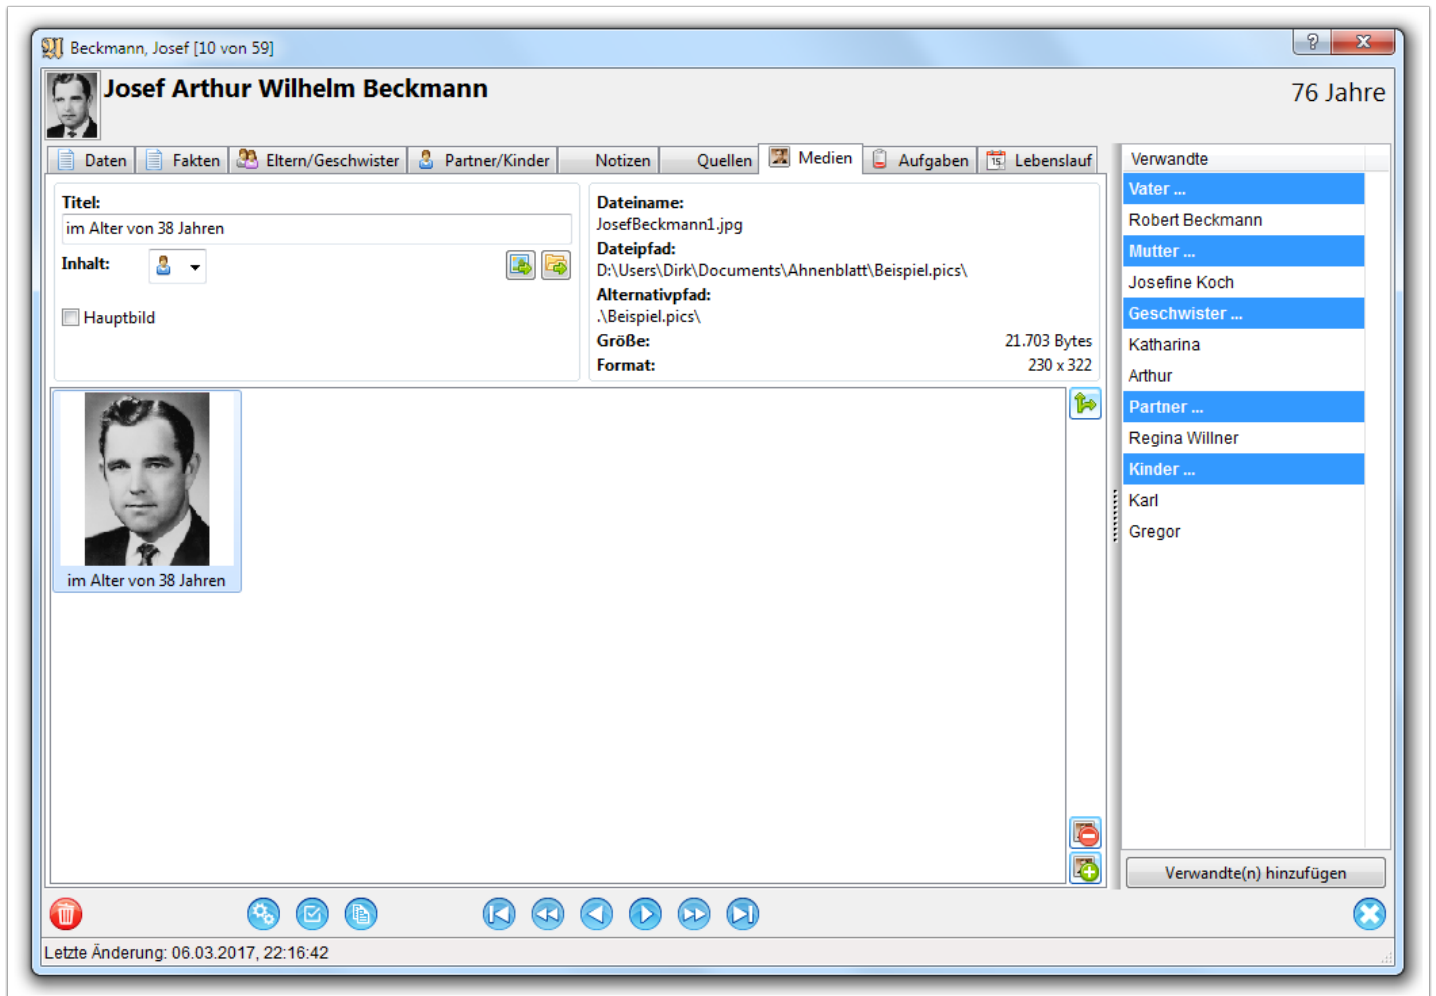 Beckmann, Josef [10 von 59]
Josef Arthur Wilhelm Beckmann
76 Jahre
Daten
Fakten
Eltern/Geschwister
Partner/Kinder
Notizen
Quellen
Medien
Aufgaben
15
Lebenslauf
Titel:
im Alter von 38 Jahren
Inhalt:
Hauptbild
Dateiname:
JosefBeckmann1.jpg
Dateipfad:
D:\Users\Dirk\Documents\Ahnenblatt\Beispiel.pics\
Alternativpfad:
.\Beispiel.pics\
Größe: 21.703 Bytes
Format: 230 x 322
im Alter von 38 Jahren
Verwandte
Vater ...
Robert Beckmann
Mutter ...
Josefine Koch
Geschwister ...
Katharina
Arthur
Partner ...
Regina Willner
Kinder ...
Karl
Gregor
Verwandte(n) hinzufügen
Letzte Änderung: 06.03.2017, 22:16:42